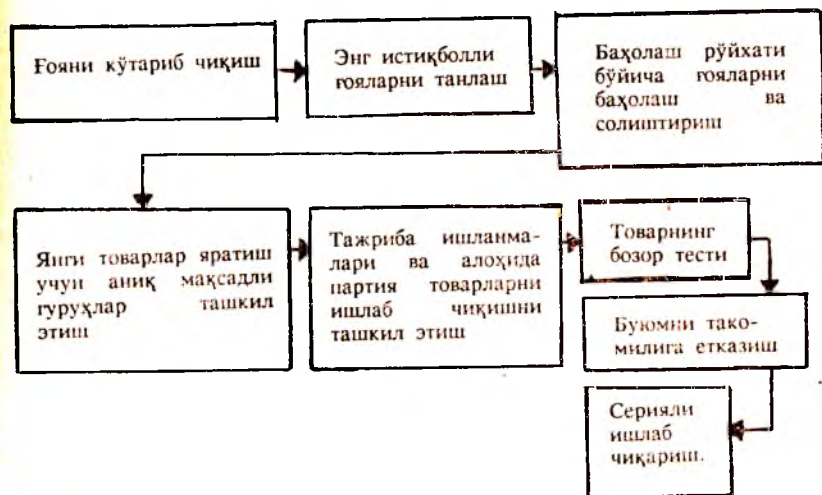 Ғояни кўтариб чиқиш
Энг истиқболли
ғояларни танлаш
Баҳолаш рўйхати
бўйича ғояларни
баҳолаш ва
солиштириш
Янги товарлар яратиш
учун аниқ мақсадли
гуруҳлар ташкил
этиш
Тажриба ишланма-
лари ва алоҳида
партия товарларни
ишлаб чиқишни
ташкил этиш
Товарнинг
бозор тести
Буюмни тако-
милига етказиш
Серияли
ишлаб
чиқариш.